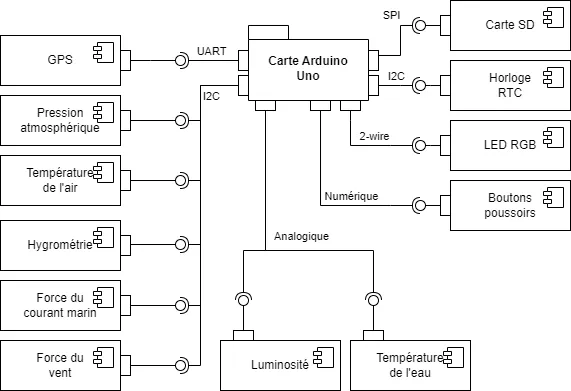 SPI
Carte SD
GPS
UART
Carte Arduino
Uno
I2C
Horloge
RTC
I2C
Pression
atmosphérique
2-wire
LED RGB
Température
de l'air
Numérique
Boutons
poussoirs
Hygrométrie
Analogique
Force du
courant marin
Force du
vent
Luminosité
Température
de l'eau